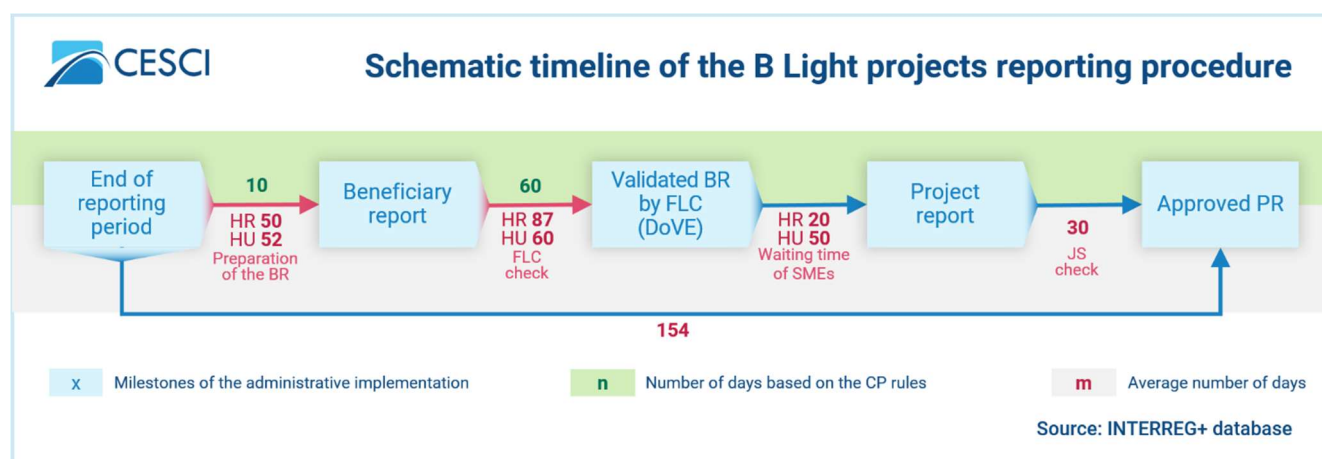 CESCI
Schematic timeline of the B Light projects reporting procedure
End of
reporting
period
10
HR 50
HU 52
Preparation
of the BR
Beneficiary
report
60
HR 87
HU 60
FLC
check
Validated BR
by FLC
(DoVE)
HR 20
HU 50
Waiting time
of SMEs
Project
report
30
JS
check
Approved PR
154
x Milestones of the administrative implementation
n Number of days based on the CP rules
m Average number of days
Source: INTERREG+ database